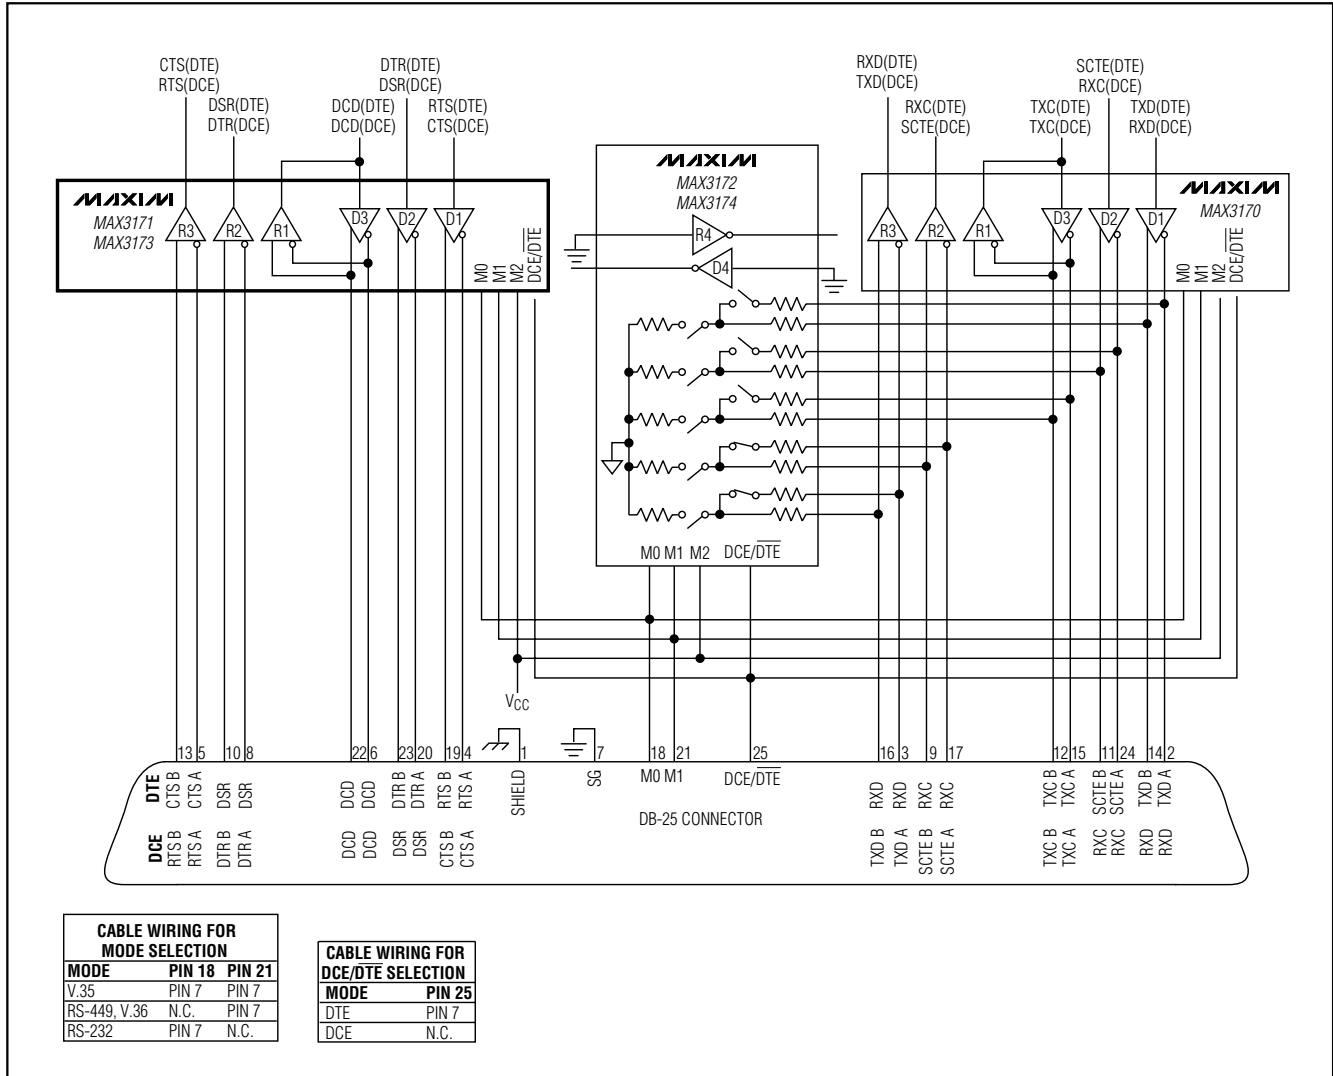 CTS(DTE)
RTS(DCE)
DSR(DTE)
DTR(DCE)
DCD(DTE)
DCD(DCE)
DTR(DTE)
DSR(DCE)
RTS(DTE)
CTS(DCE)
RXD(DTE)
TXD(DCE)
RXC(DTE)
SCTE(DCE)
TXC(DTE)
TXC(DCE)
SCTE(DTE)
RXC(DCE)
TXD(DTE)
RXD(DCE)
MAXIM
MAX3171
MAX3173
R3
R2
R1
D3
D2
D1
M0
M1
M2
DCE/DTE
MAXIM
MAX3172
MAX3174
R4
D4
M0 M1 M2 DCE/DTE
MAXIM
MAX3170
R3
R2
R1
D3
D2
D1
M0
M1
M2
DCE/DTE
VCC
13 5 10 8 22 6 23 20 19 4 1 7 18 21 25 16 3 9 17 12 15 11 24 14 2
DTE
CTS B
CTS A
DSR
DSR
DCD
DCD
DTR B
DTR A
RTS B
RTS A
SHIELD
SG
M0 M1
DCE/DTE
RXD
RXD
RXC
RXC
TXC B
TXC A
SCTE B
SCTE A
TXD B
TXD A
DB-25 CONNECTOR
DCE
RTS B
RTS A
DTR B
DTR A
DCD
DCD
DSR
DSR
CTS B
CTS A
TXD B
TXD A
SCTE B
SCTE A
TXC B
TXC A
RXC
RXC
RXD
RXD
CABLE WIRING FOR
MODE SELECTION
MODE PIN 18 PIN 21
V.35 PIN 7 PIN 7
RS-449, V.36 N.C. PIN 7
RS-232 PIN 7 N.C.
CABLE WIRING FOR
DCE/DTE SELECTION
MODE PIN 25
DTE PIN 7
DCE N.C.